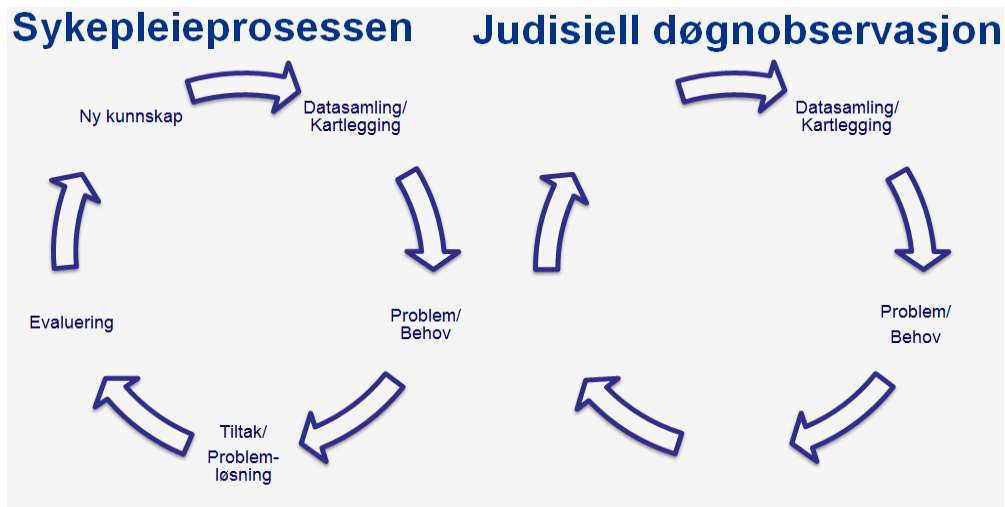 Sykepleieprosessen
Ny kunnskap
Datasamling/
Kartlegging
Problem/
Behov
Tiltak/
Problem-
løsning
Evaluering
Judisiell døgnobservasjon
Datasamling/
Kartlegging
Problem/
Behov